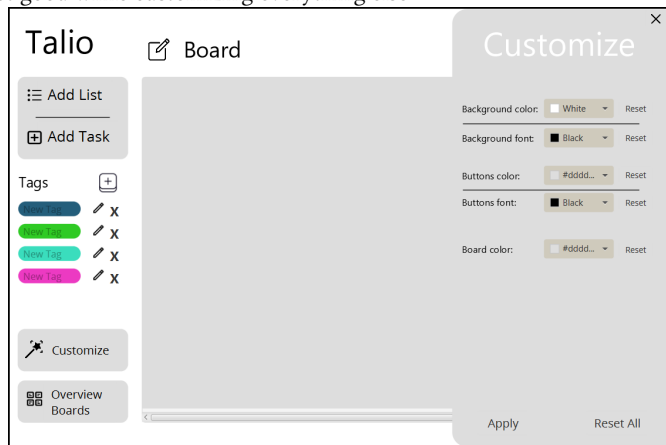 Talio
Board
Customize
Add List
Add Task
Tags
New Tag
New Tag
New Tag
New Tag
Customize
Overview
Boards
Background color: White Reset
Background font: Black Reset
Buttons color: #dddd... Reset
Buttons font: Black Reset
Board color: #dddd... Reset
Apply Reset All